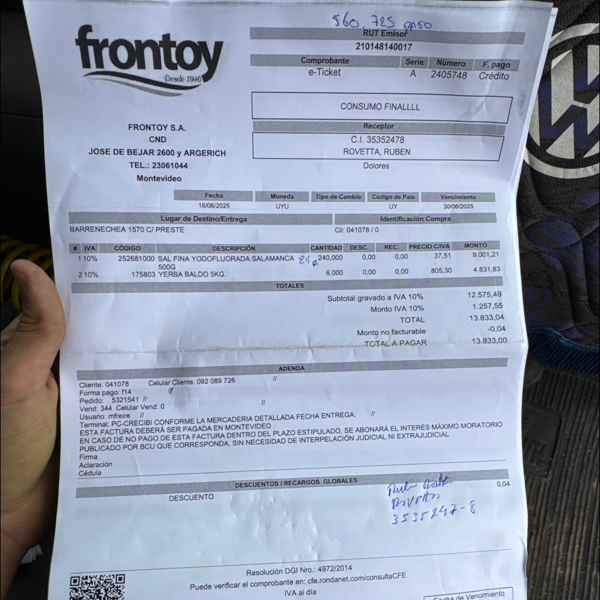 560.725 PASO
frontoy
Desde 1946
RUT Emisor
210148140017
Comprobante Serie Número F. pago
e-Ticket A 2405748 Crédito
CONSUMO FINALLLL
Receptor
C.I. 35352478
ROVETTA, RUBEN
Dolores
FRONTOY S.A.
CND
JOSE DE BEJAR 2600 y ARGERICH
TEL.: 23061044
Montevideo
Fecha Moneda Tipo de Cambio Código de País Vencimiento
16/06/2025 UYU UY 30/06/2025
Lugar de Destino/Entrega Identificación Compra
BARRENECHEA 1570 C/ PRESTE Cli: 041078 / 0
# IVA CÓDIGO DESCRIPCIÓN CANTIDAD DESC. REC. PRECIO C/IVA MONTO
1 10% 252681000 SAL FINA YODOFLUORADA SALAMANCA 240,000 0,00 0,00 37,51 9.001,21
500G
2 10% 175803 YERBA BALDO 5KG 6,000 0,00 0,00 805,30 4.831,83
TOTALES
Subtotal gravado a IVA 10% 12.575,49
Monto IVA 10% 1.257,55
TOTAL 13.833,04
Monto no facturable -0,04
TOTAL A PAGAR 13.833,00
ADENDA
Cliente: 041078 Celular Cliente: 092 089 726 //
Forma pago: f14 //
Pedido: 5321541 // //
Vend: 344 Celular Vend: 0
Usuario: mfreire // //
Terminal: PC-CRECIBI CONFORME LA MERCADERIA DETALLADA FECHA ENTREGA: //
ESTA FACTURA DEBERÁ SER PAGADA EN MONTEVIDEO
EN CASO DE NO PAGO DE ESTA FACTURA DENTRO DEL PLAZO ESTIPULADO, SE ABONARÁ EL INTERÉS MÁXIMO MORATORIO
PUBLICADO POR BCU QUE CORRESPONDA, SIN NECESIDAD DE INTERPELACIÓN JUDICIAL NI EXTRAJUDICIAL
Firma
Aclaración
Cédula
DESCUENTOS / RECARGOS GLOBALES
DESCUENTO 0,04
3535247-8
Resolución DGI Nro.: 4972/2014
Puede verificar el comprobante en: cfe.rondanet.com/consultaCFE
IVA al día
Fecha de Vencimiento